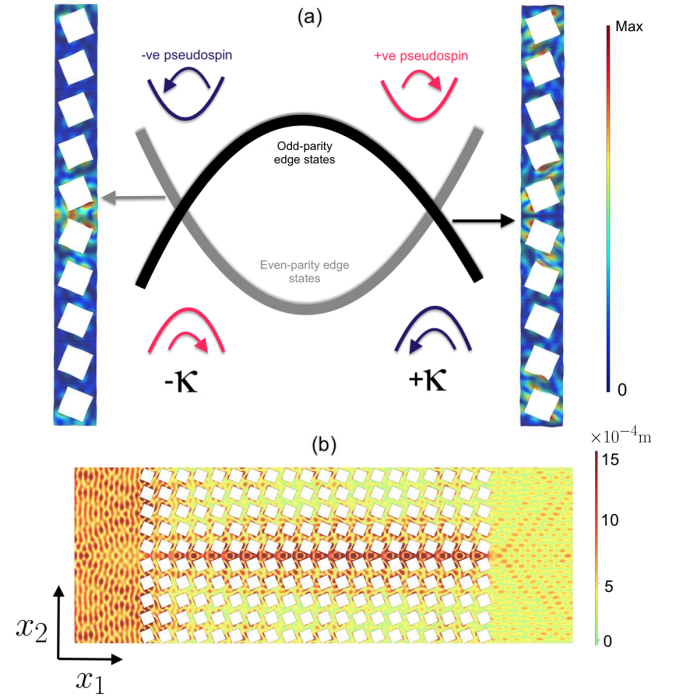 (a)
Max
-ve pseudospin
+ve pseudospin
Odd-parity
edge states
Even-parity edge
states
-κ
+κ
0
(b)
×10⁻⁴m
15
10
5
0
x₂
x₁